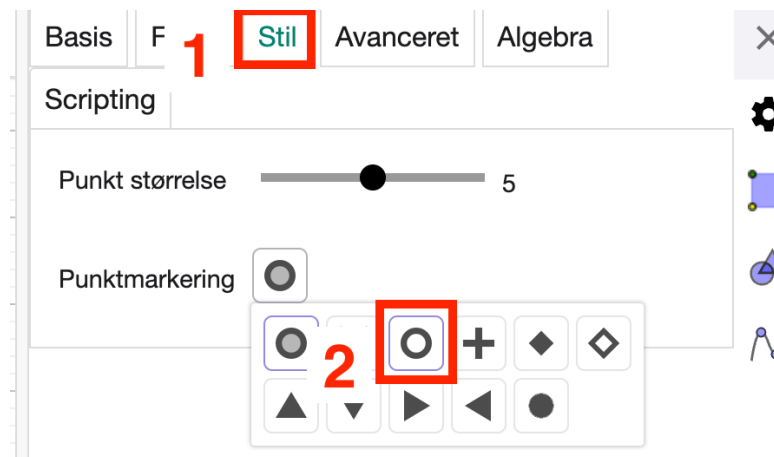 Basis F 1 Stil Avanceret Algebra
Scripting
Punkt størrelse 5
Punktmarkering
2